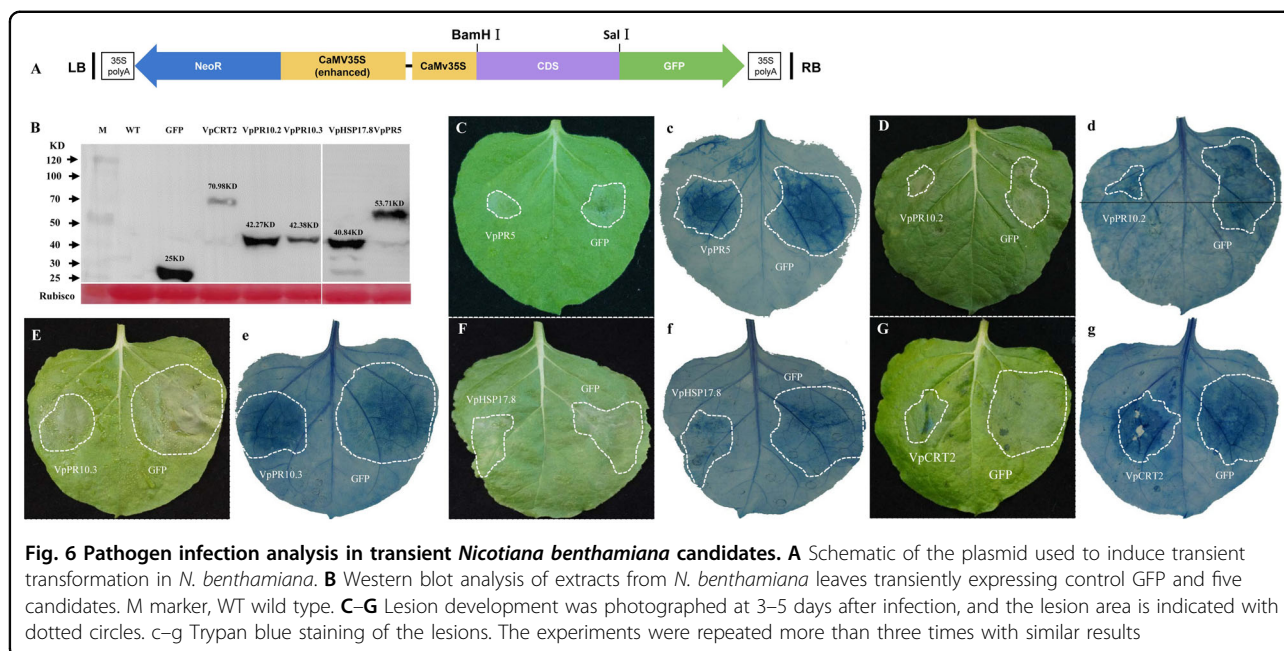 BamH I Sal I
A LB 35S polyA NeoR CaMV35S (enhanced) CaMv35S CDS GFP 35S polyA RB
B
M WT GFP VpCRT2 VpPR10.2 VpPR10.3 VpHSP17.8 VpPR5
KD
120
100
70
50
40
30
25
70.98KD
53.71KD
42.27KD 42.38KD 40.84KD
25KD
Rubisco
C
VpPR5 GFP
c
VpPR5 GFP
D
VpPR10.2 GFP
d
VpPR10.2 GFP
E
VpPR10.3 GFP
e
VpPR10.3 GFP
F
VpHSP17.8 GFP
f
VpHSP17.8 GFP
G
VpCRT2 GFP
g
VpCRT2 GFP
Fig. 6 Pathogen infection analysis in transient Nicotiana benthamiana candidates. A Schematic of the plasmid used to induce transient
transformation in N. benthamiana. B Western blot analysis of extracts from N. benthamiana leaves transiently expressing control GFP and five
candidates. M marker, WT wild type. C–G Lesion development was photographed at 3–5 days after infection, and the lesion area is indicated with
dotted circles. c–g Trypan blue staining of the lesions. The experiments were repeated more than three times with similar results